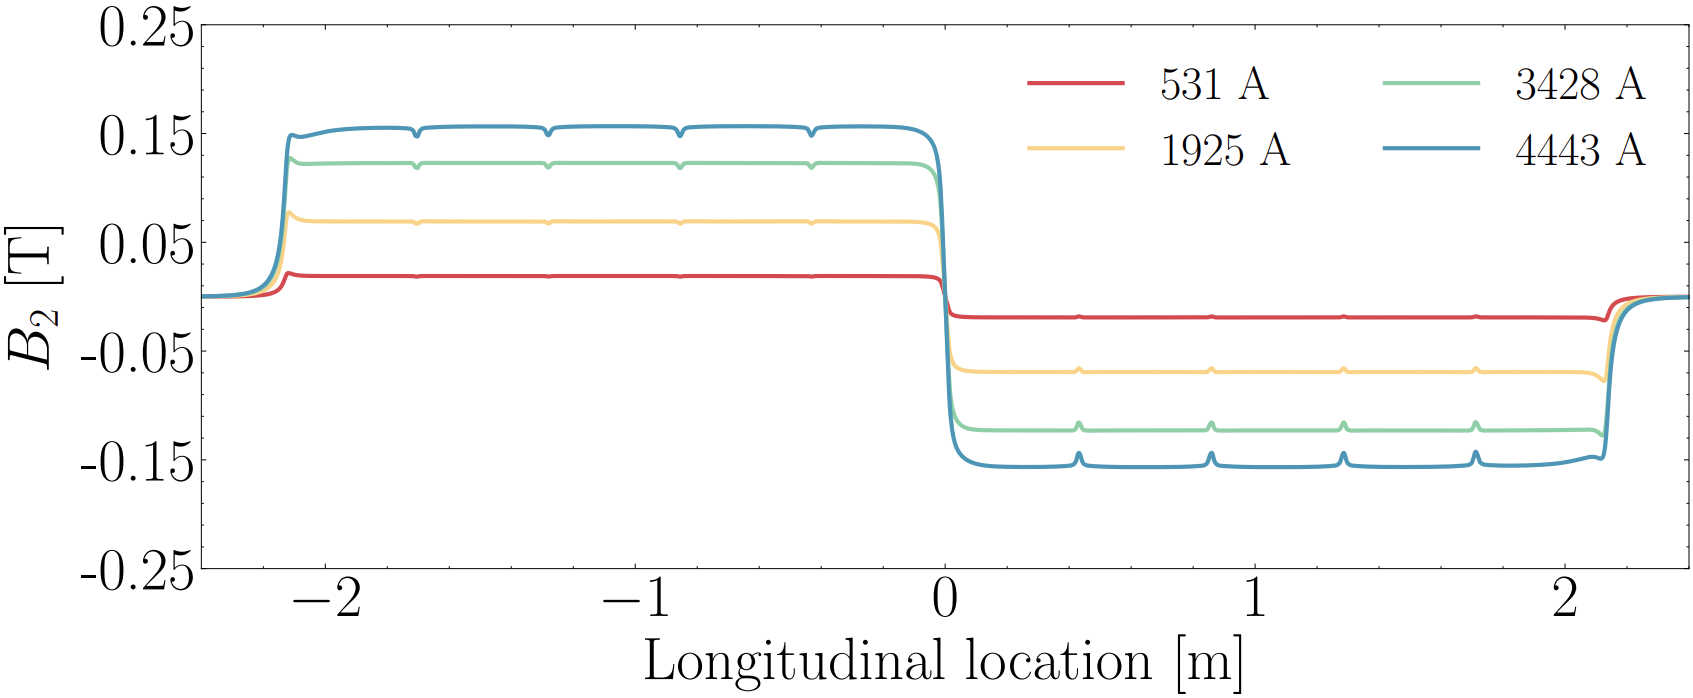 0.25
0.15
0.05
-0.05
-0.15
-0.25
B2 [T]
531 A
1925 A
3428 A
4443 A
−2 −1 0 1 2
Longitudinal location [m]